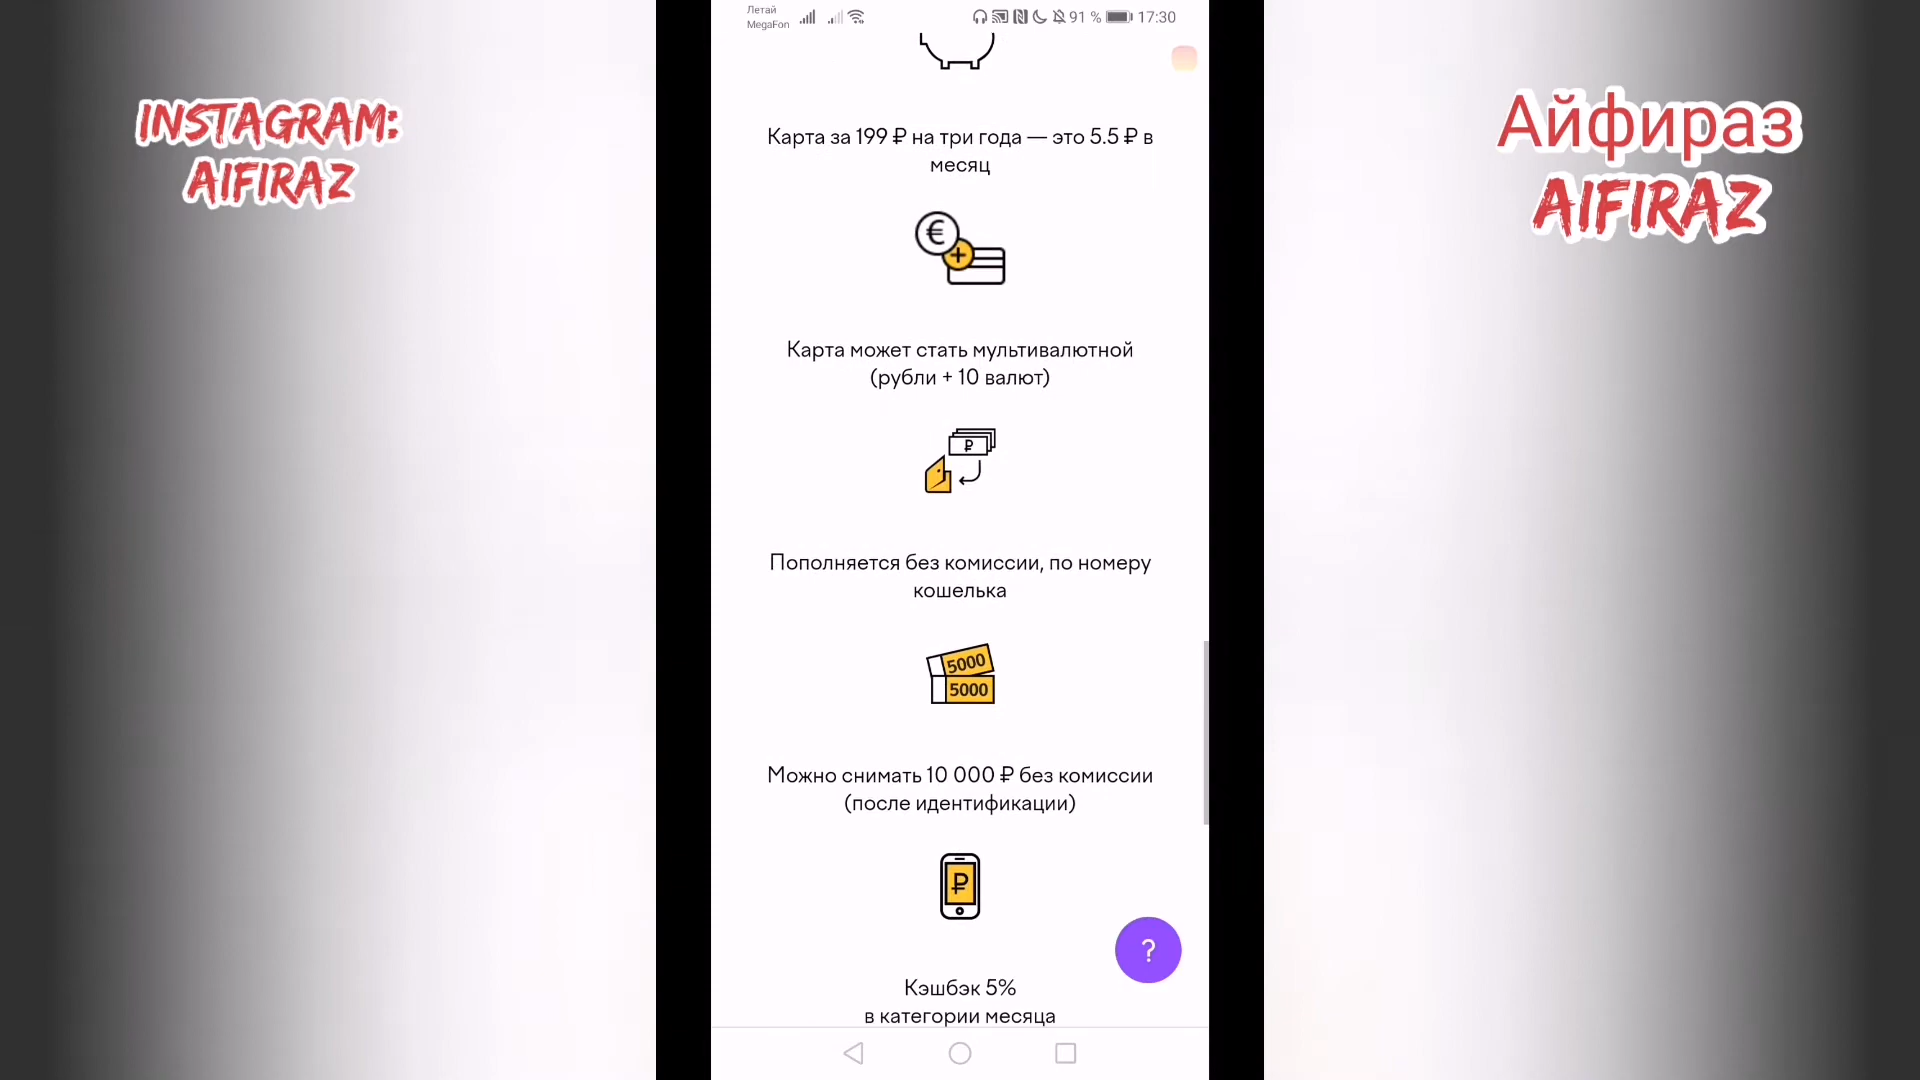 INSTAGRAM:
AIFIRAZ
Летай
MegaFon
91 %
17:30
Карта за 199 ₽ на три года — это 5.5 ₽ в
месяц
€
+
Карта может стать мультивалютной
(рубли + 10 валют)
₽
Пополняется без комиссии, по номеру
кошелька
5000
5000
Можно снимать 10 000 ₽ без комиссии
(после идентификации)
₽
?
Кэшбэк 5%
в категории месяца
Айфираз
AIFIRAZ